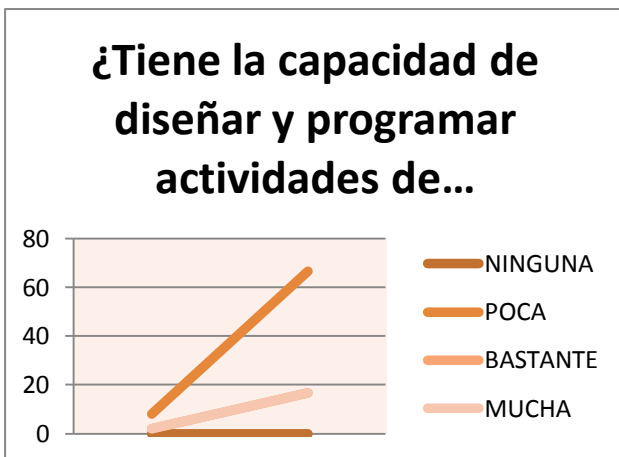 ¿Tiene la capacidad de
diseñar y programar
actividades de…
80
60
40
20
0
NINGUNA
POCA
BASTANTE
MUCHA